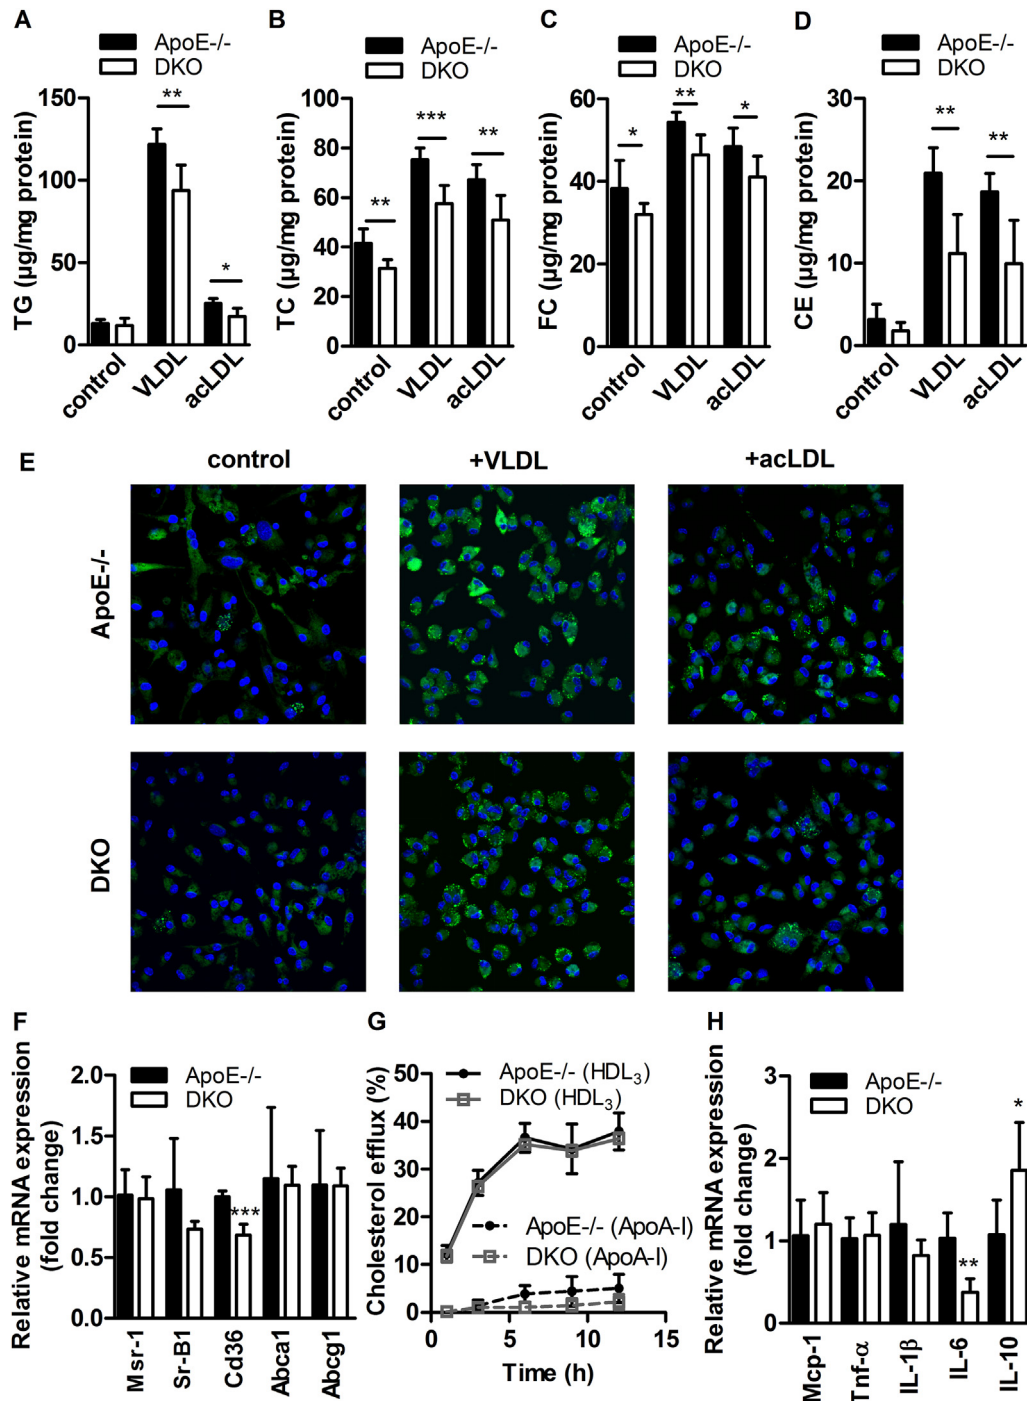 A
ApoE-/-
DKO
TG (µg/mg protein)
150
100
50
0
**
*
control
VLDL
acLDL
B
ApoE-/-
DKO
TC (µg/mg protein)
100
80
60
40
20
0
**
***
**
control
VLDL
acLDL
C
ApoE-/-
DKO
FC (µg/mg protein)
60
40
20
0
*
**
*
control
VLDL
acLDL
D
ApoE-/-
DKO
CE (µg/mg protein)
30
20
10
0
**
**
control
VLDL
acLDL
E
control
+VLDL
+acLDL
ApoE-/-
DKO
F
Relative mRNA expression
(fold change)
ApoE-/-
DKO
2.0
1.5
1.0
0.5
0.0
***
Msr-1
Sr-B1
Cd36
Abca1
Abcg1
G
Cholesterol efflux (%)
50
40
30
20
10
0
ApoE-/- (HDL₃)
DKO (HDL₃)
ApoE-/- (ApoA-I)
DKO (ApoA-I)
0
5
10
15
Time (h)
H
Relative mRNA expression
(fold change)
ApoE-/-
DKO
3
2
1
0
**
*
Mcp-1
Tnf-α
IL-1β
IL-6
IL-10